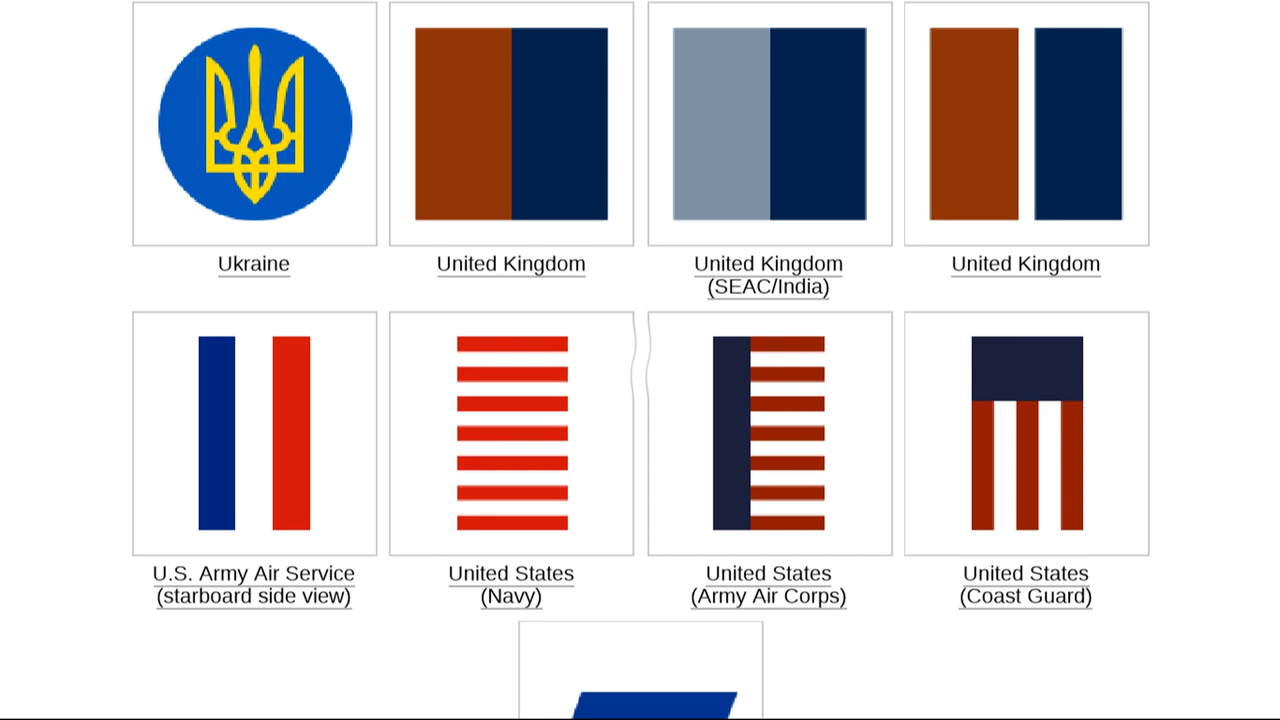 Ukraine
United Kingdom
United Kingdom
(SEAC/India)
United Kingdom
U.S. Army Air Service
(starboard side view)
United States
(Navy)
United States
(Army Air Corps)
United States
(Coast Guard)